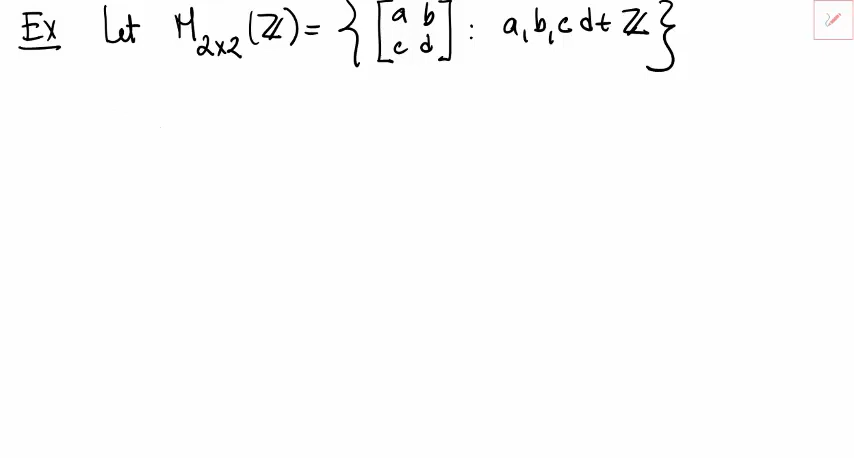 Ex Let M₂ₓ₂(ℤ) = { [a b; c d] : a, b, c d ∈ ℤ }